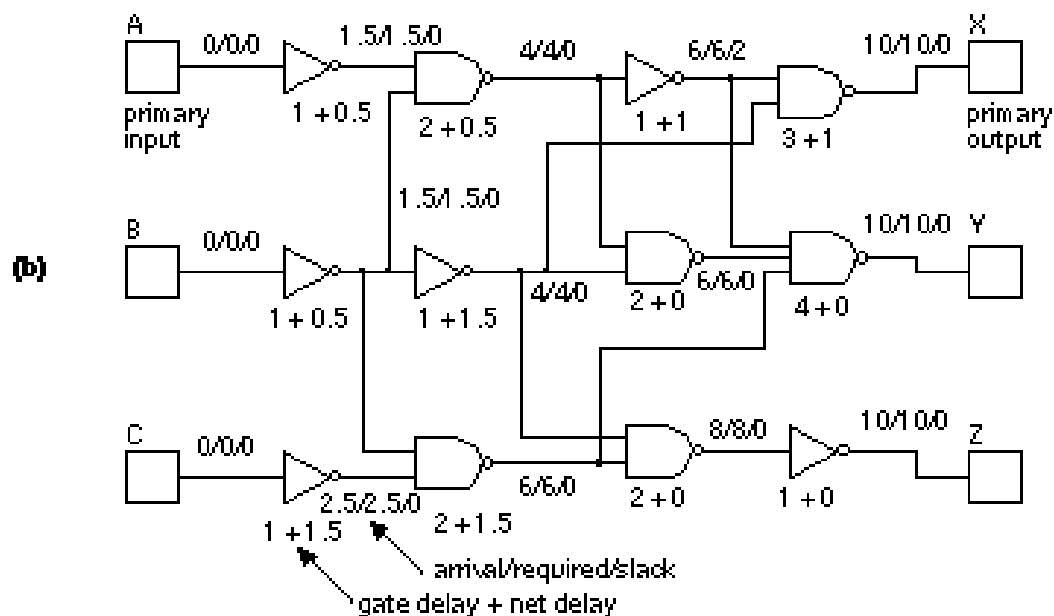 A
0/0/0
1.5/1.5/0
4/4/0
6/6/2
10/10/0
X
primary
input
1 + 0.5
2 + 0.5
1 + 1
3 + 1
primary
output
1.5/1.5/0
(b)
B
0/0/0
10/10/0
Y
1 + 0.5
1 + 1.5
4/4/0
2 + 0
6/6/0
4 + 0
C
0/0/0
8/8/0
10/10/0
Z
2.5/2.5/0
1 + 1.5
2 + 1.5
6/6/0
2 + 0
1 + 0
arrival/required/slack
gate delay + net delay